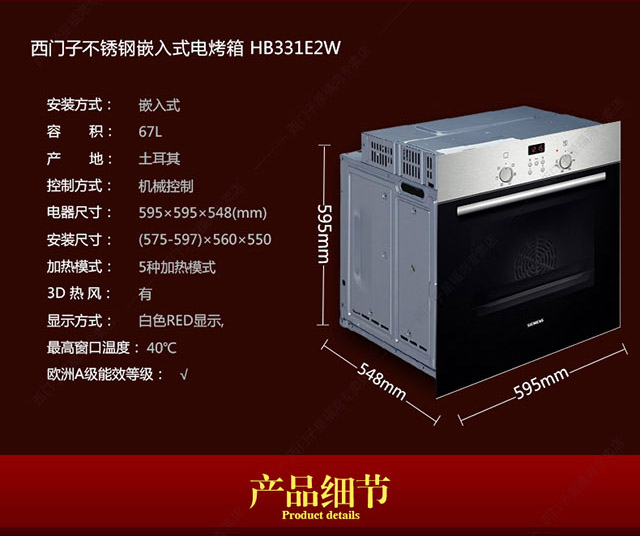 西门子不锈钢嵌入式电烤箱 HB331E2W
安装方式： 嵌入式
容 积： 67L
产 地： 土耳其
控制方式： 机械控制
电器尺寸： 595×595×548(mm)
安装尺寸： (575-597)×560×550
加热模式： 5种加热模式
3D 热 风： 有
显示方式： 白色RED显示,
最高窗口温度： 40℃
欧洲A级能效等级： √
595mm
548mm
595mm
SIEMENS
产品细节
Product details